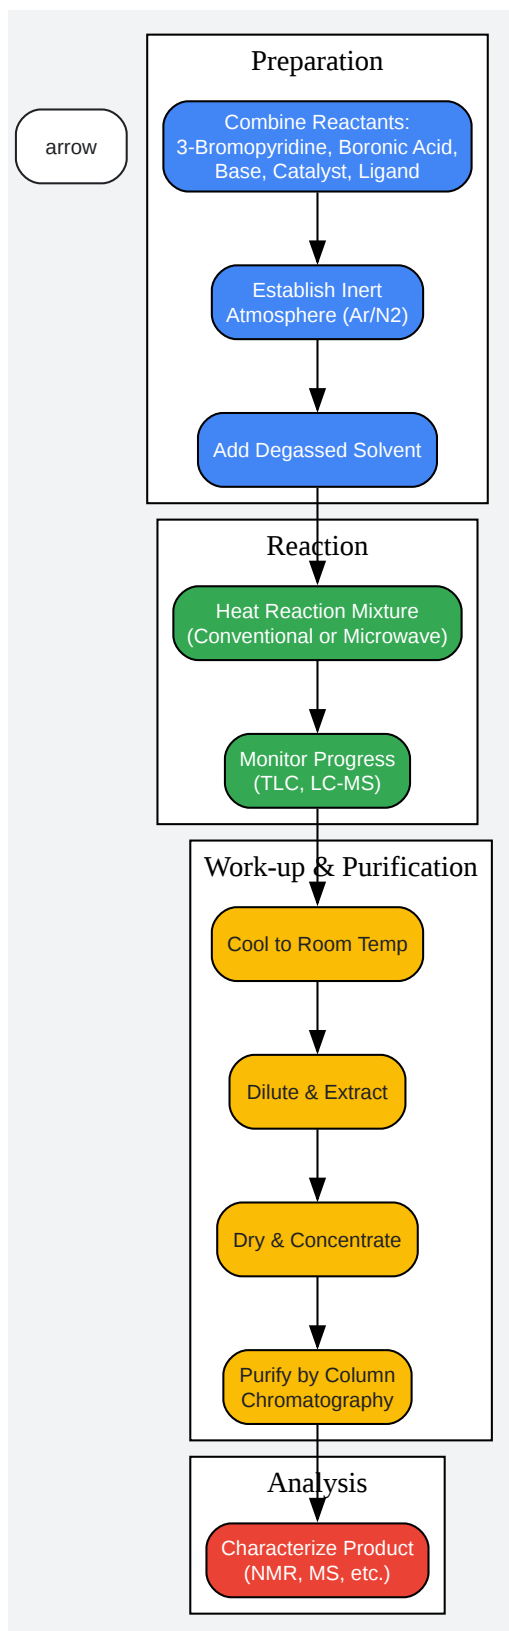 Preparation
arrow
Combine Reactants:
3-Bromopyridine, Boronic Acid,
Base, Catalyst, Ligand
Establish Inert
Atmosphere (Ar/N2)
Add Degassed Solvent
Reaction
Heat Reaction Mixture
(Conventional or Microwave)
Monitor Progress
(TLC, LC-MS)
Work-up & Purification
Cool to Room Temp
Dilute & Extract
Dry & Concentrate
Purify by Column
Chromatography
Analysis
Characterize Product
(NMR, MS, etc.)